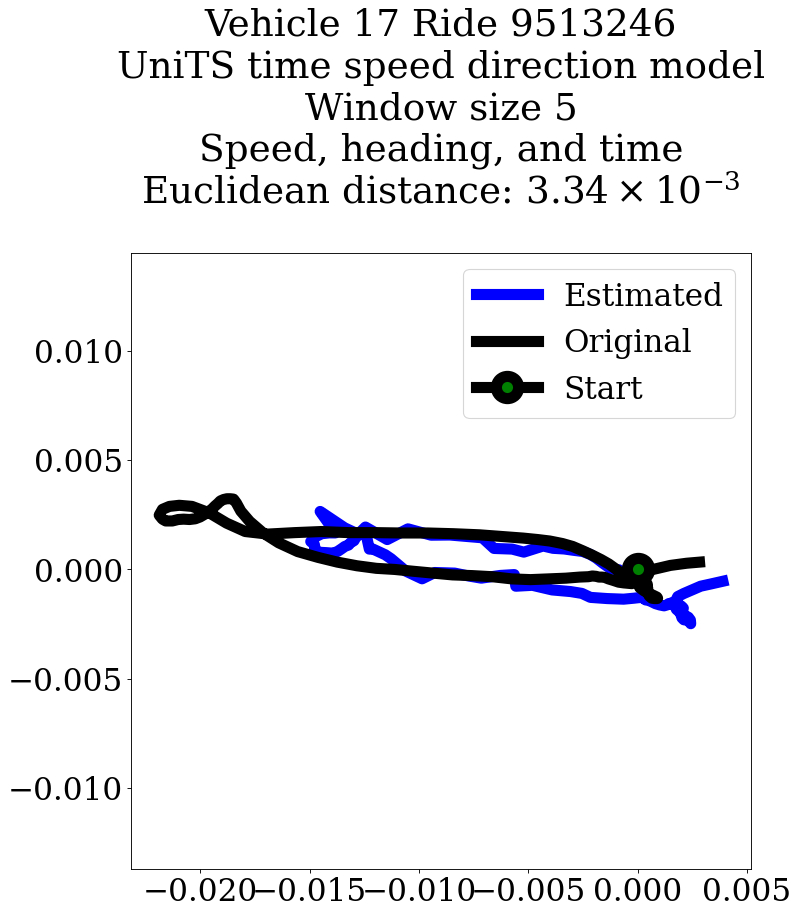 Vehicle 17 Ride 9513246
UniTS time speed direction model
Window size 5
Speed, heading, and time
Euclidean distance: 3.34 × 10⁻³
Estimated
Original
Start
0.010
0.005
0.000
−0.005
−0.010
−0.020 −0.015 −0.010 −0.005 0.000 0.005